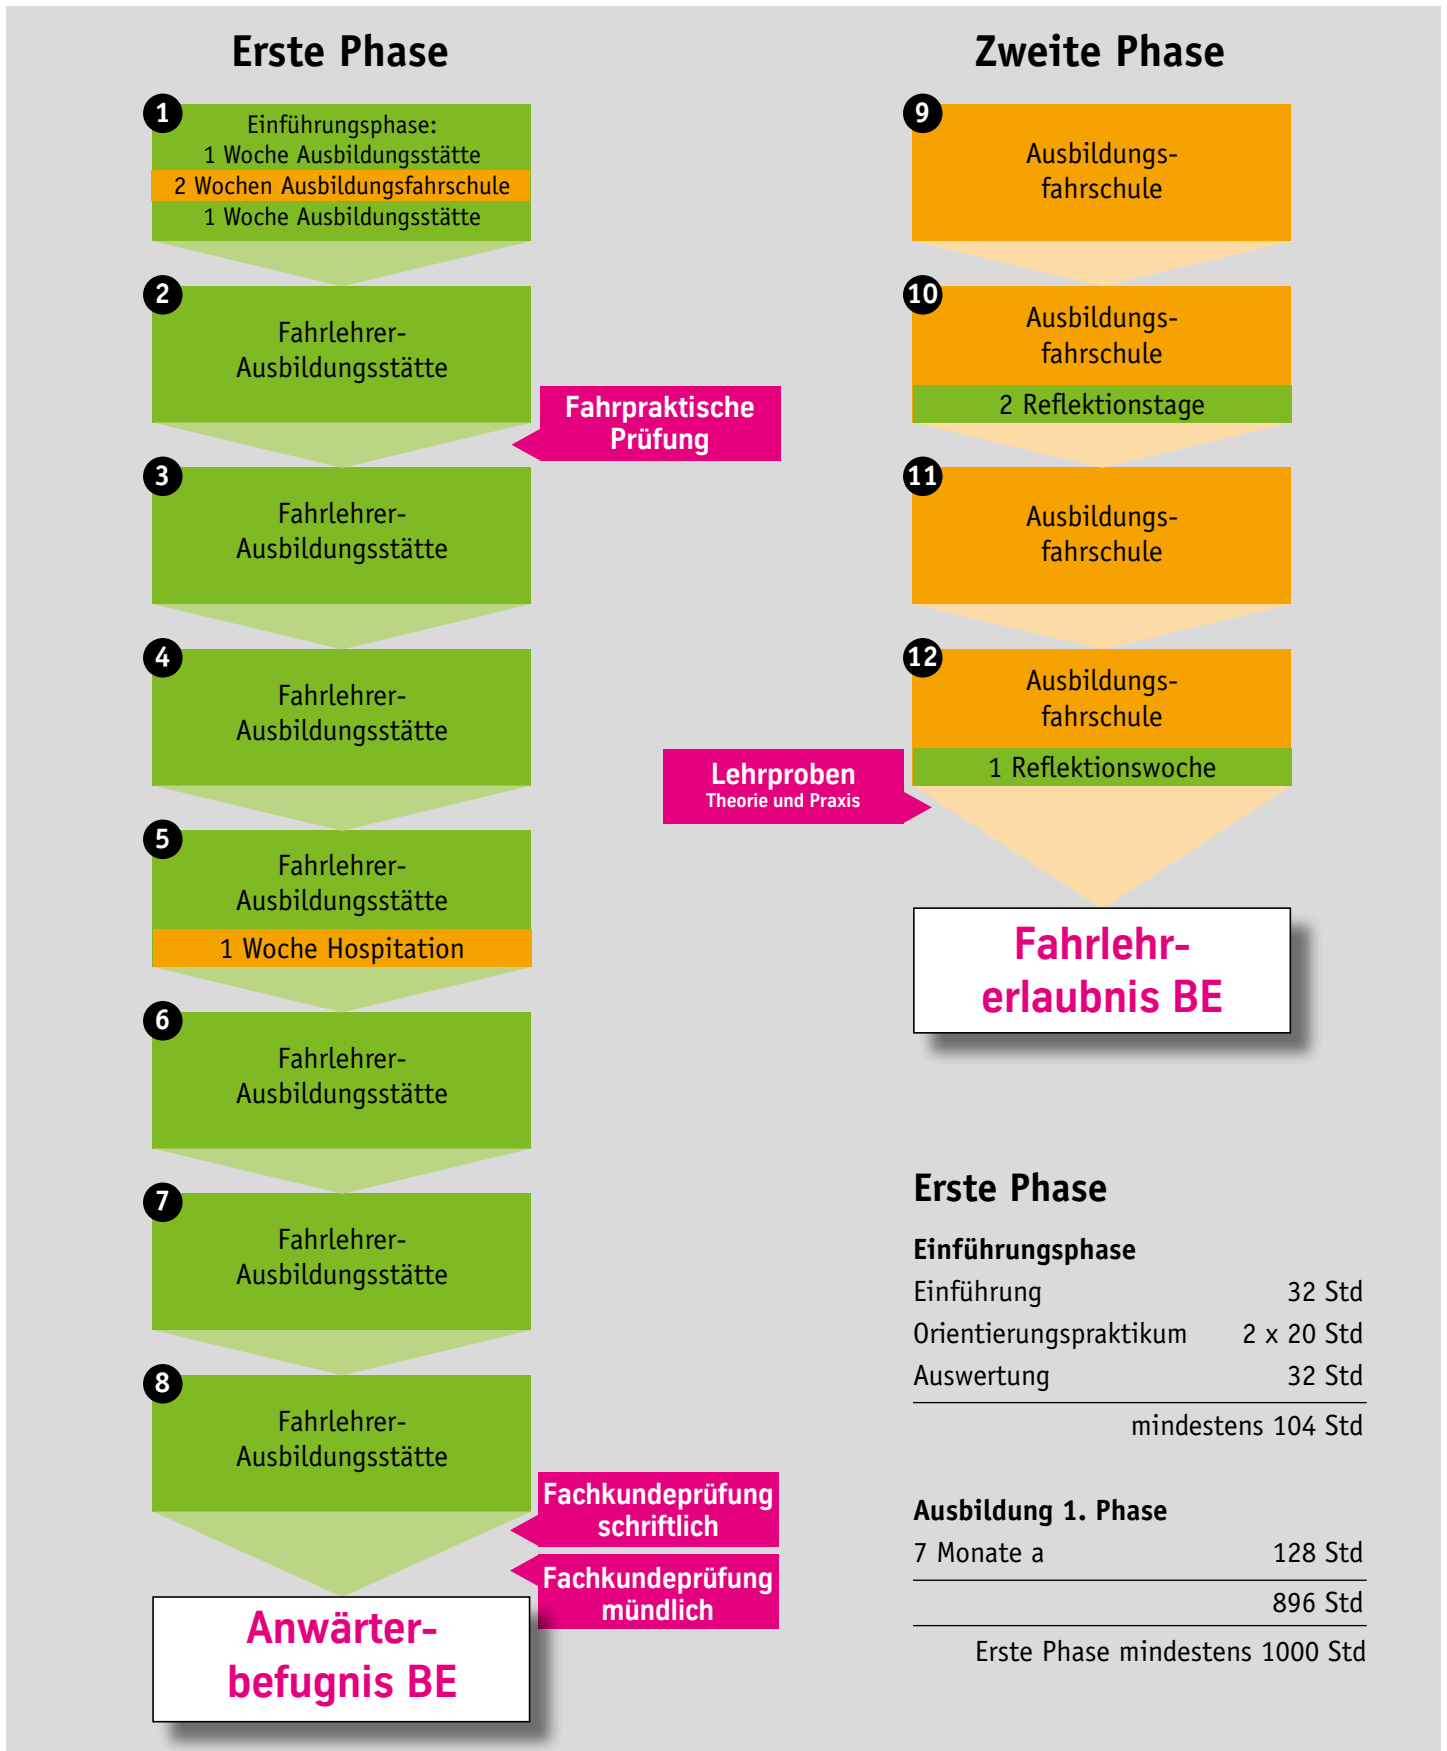 Erste Phase
1
Einführungsphase:
1 Woche Ausbildungsstätte
2 Wochen Ausbildungsfahrschule
1 Woche Ausbildungsstätte
2
Fahrlehrer-
Ausbildungsstätte
Fahrpraktische
Prüfung
3
Fahrlehrer-
Ausbildungsstätte
4
Fahrlehrer-
Ausbildungsstätte
5
Fahrlehrer-
Ausbildungsstätte
1 Woche Hospitation
6
Fahrlehrer-
Ausbildungsstätte
7
Fahrlehrer-
Ausbildungsstätte
8
Fahrlehrer-
Ausbildungsstätte
Fachkundeprüfung
schriftlich
Fachkundeprüfung
mündlich
Anwärter-
befugnis BE
Zweite Phase
9
Ausbildungs-
fahrschule
10
Ausbildungs-
fahrschule
2 Reflektionstage
11
Ausbildungs-
fahrschule
12
Ausbildungs-
fahrschule
1 Reflektionswoche
Lehrproben
Theorie und Praxis
Fahrlehr-
erlaubnis BE
Erste Phase
Einführungsphase
Einführung 32 Std
Orientierungspraktikum 2 x 20 Std
Auswertung 32 Std
mindestens 104 Std
Ausbildung 1. Phase
7 Monate a 128 Std
896 Std
Erste Phase mindestens 1000 Std